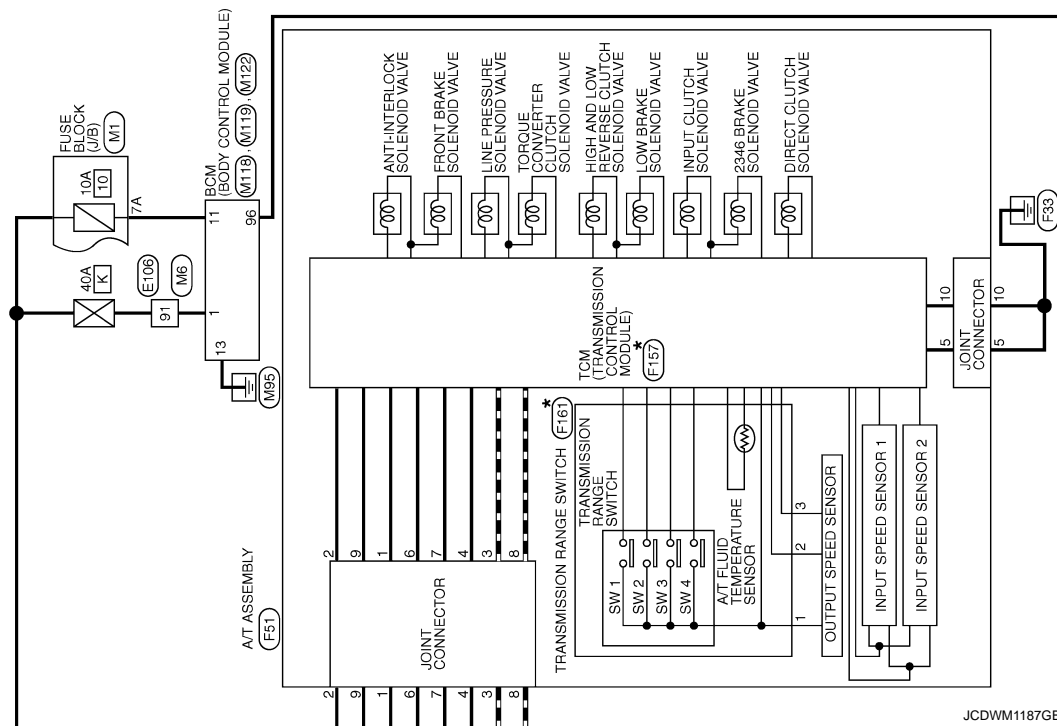 FUSE
BLOCK
(J/B)
M1
10A
10
7A
40A
K
E106
M6
91
BCM
(BODY CONTROL MODULE)
M118 , M119 , M122
11
1
96
13
M95
ANTI-INTERLOCK
SOLENOID VALVE
FRONT BRAKE
SOLENOID VALVE
LINE PRESSURE
SOLENOID VALVE
TORQUE
CONVERTER
CLUTCH
SOLENOID VALVE
HIGH AND LOW
REVERSE CLUTCH
SOLENOID VALVE
LOW BRAKE
SOLENOID VALVE
INPUT CLUTCH
SOLENOID VALVE
2346 BRAKE
SOLENOID VALVE
DIRECT CLUTCH
SOLENOID VALVE
TCM
(TRANSMISSION
CONTROL
MODULE)
*
F157
10
5
JOINT
CONNECTOR
10
5
F33
A/T ASSEMBLY
F51
2
9
1
6
7
4
3
8
JOINT
CONNECTOR
2
9
1
6
7
4
3
8
TRANSMISSION RANGE SWITCH
*
F161
TRANSMISSION
RANGE
SWITCH
SW 1
SW 2
SW 3
SW 4
A/T FLUID
TEMPERATURE
SENSOR
1
2
3
OUTPUT SPEED SENSOR
INPUT SPEED SENSOR 1
INPUT SPEED SENSOR 2
JCDWM1187GE